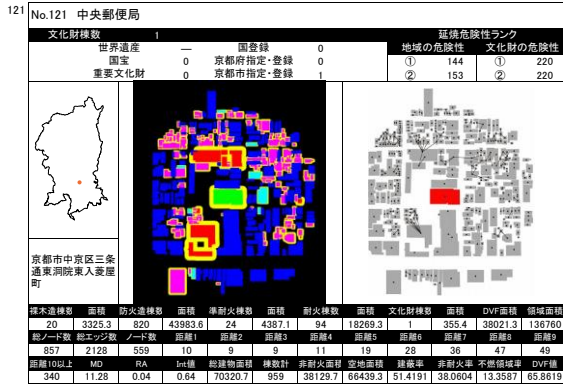 121
No.121 中央郵便局
文化財棟数 1 延焼危険性ランク
世界遺産 ― 国登録 0 地域の危険性 文化財の危険性
国宝 0 京都府指定・登録 0 ① 144 ① 220
重要文化財 0 京都市指定・登録 1 ② 153 ② 220
京都市中京区三条
通東洞院東入菱屋
町
裸木造棟数 面積 防火造棟数 面積 準耐火棟数 面積 耐火棟数 面積 文化財棟数 面積 DVF面積 領域面積
20 3325.3 820 43983.6 24 4387.1 94 18269.3 1 355.4 38021.3 136760
総ノード数 総エッジ数 ノード数 距離1 距離2 距離3 距離4 距離5 距離6 距離7 距離8 距離9
857 2128 559 10 9 9 11 19 28 36 47 49
距離10以上 MD RA Int値 総建物面積 棟数計 非耐火面積 空地面積 建蔽率 非耐火率 不燃領域率 DVF値
340 11.28 0.04 0.64 70320.7 959 38129.7 66439.3 51.4191 38.0604 13.3587 65.8619